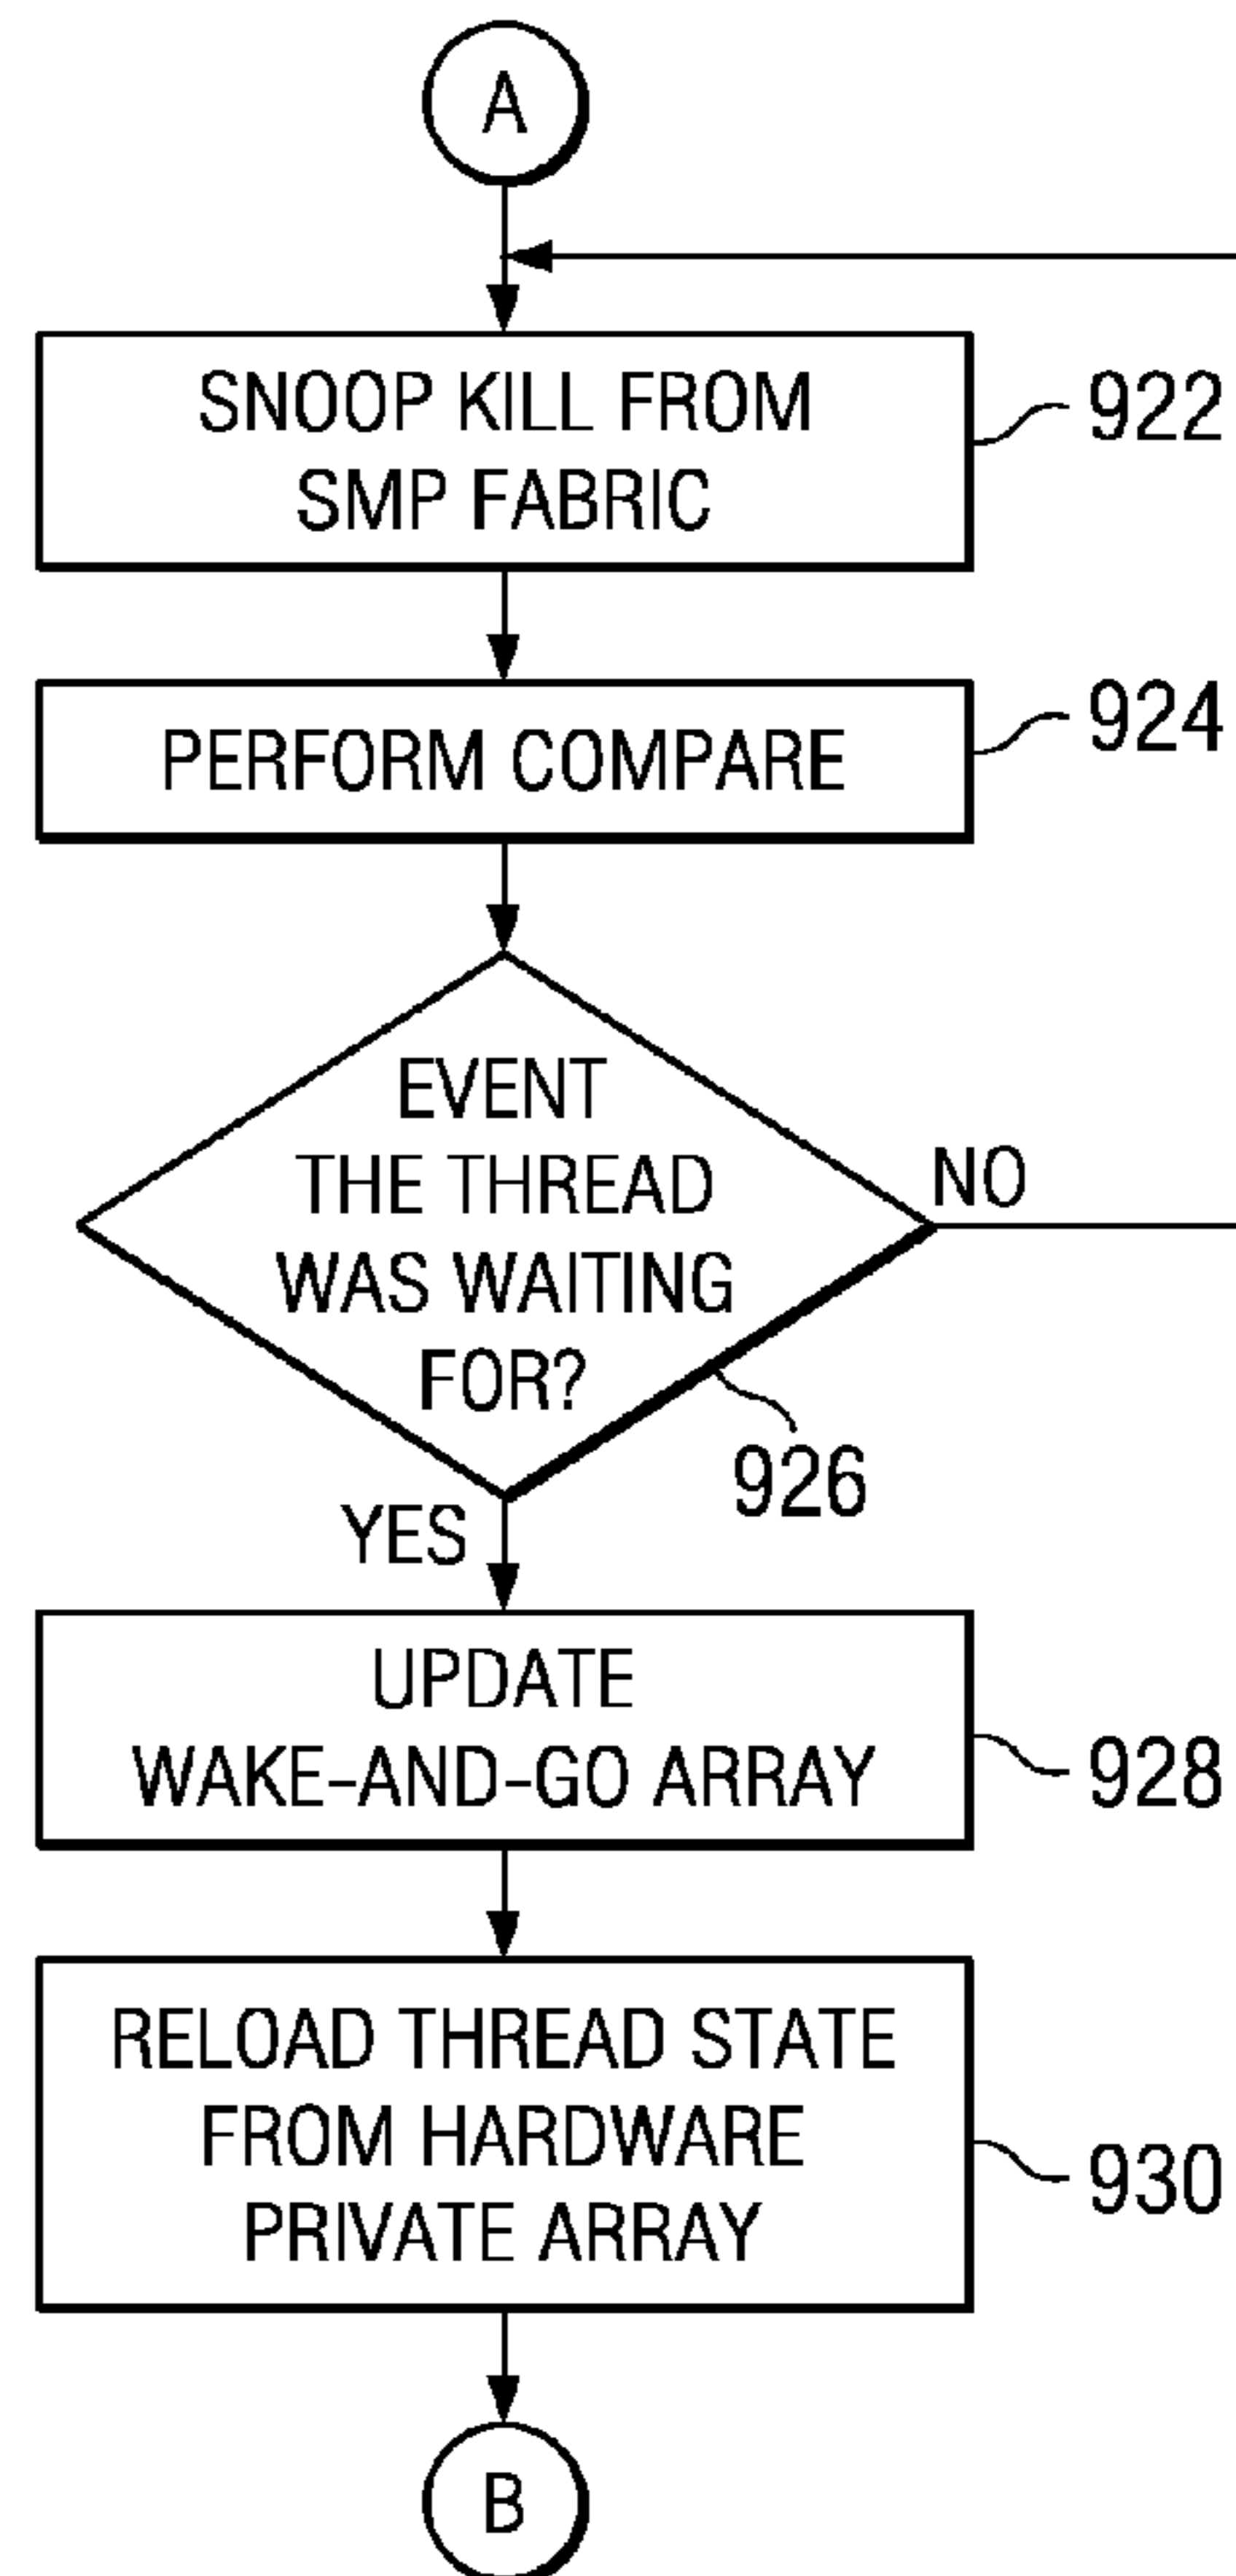 A
SNOOP KILL FROM
SMP FABRIC
922
PERFORM COMPARE
924
EVENT
THE THREAD
WAS WAITING
FOR?
NO
926
YES
UPDATE
WAKE-AND-GO ARRAY
928
RELOAD THREAD STATE
FROM HARDWARE
PRIVATE ARRAY
930
B